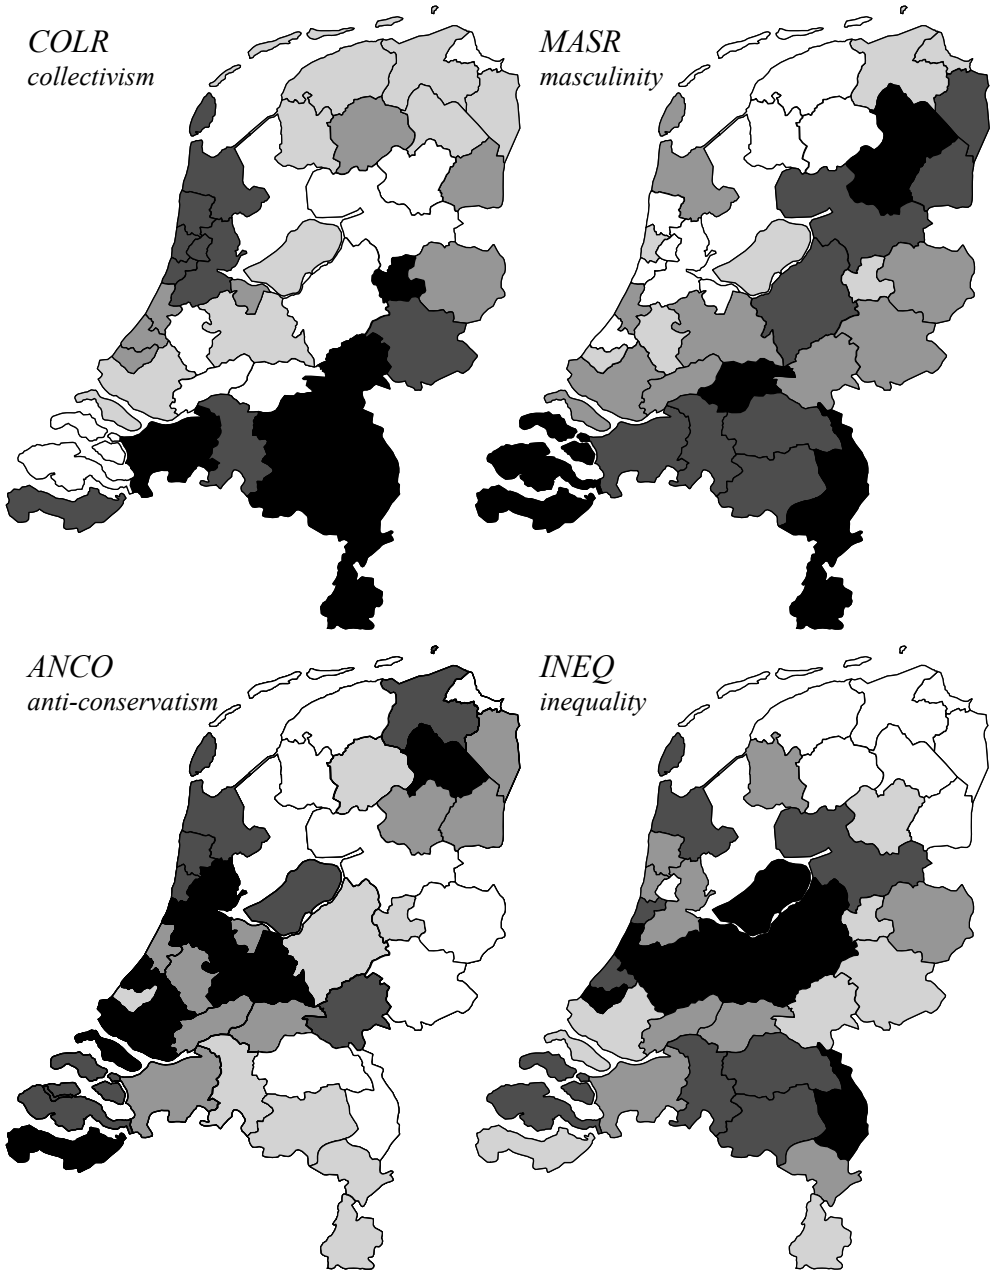 COLR
collectivism
MASR
masculinity
ANCO
anti-conservatism
INEQ
inequality